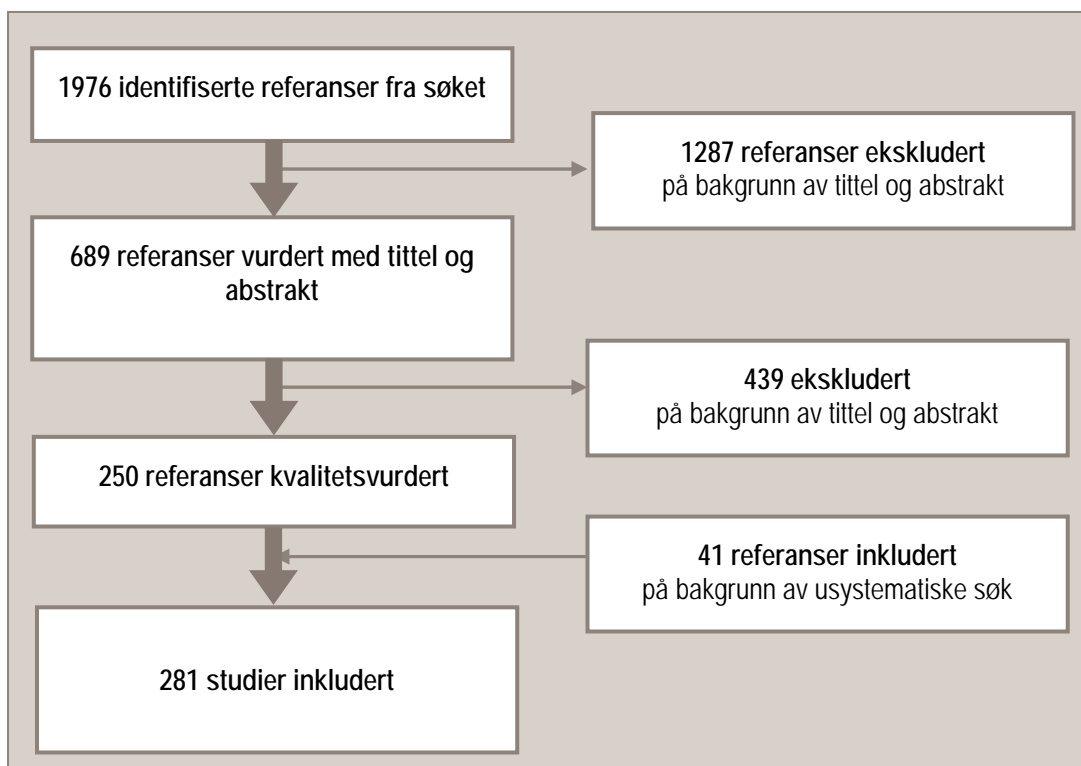 1976 identifiserte referanser fra søket
1287 referanser ekskludert
på bakgrunn av tittel og abstrakt
689 referanser vurdert med tittel og
abstrakt
439 ekskludert
på bakgrunn av tittel og abstrakt
250 referanser kvalitetsvurdert
41 referanser inkludert
på bakgrunn av usystematiske søk
281 studier inkludert